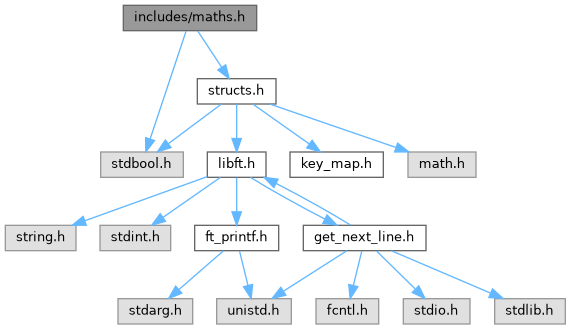 includes/maths.h
structs.h
stdbool.h
libft.h
key_map.h
math.h
string.h
stdint.h
ft_printf.h
get_next_line.h
stdarg.h
unistd.h
fcntl.h
stdio.h
stdlib.h